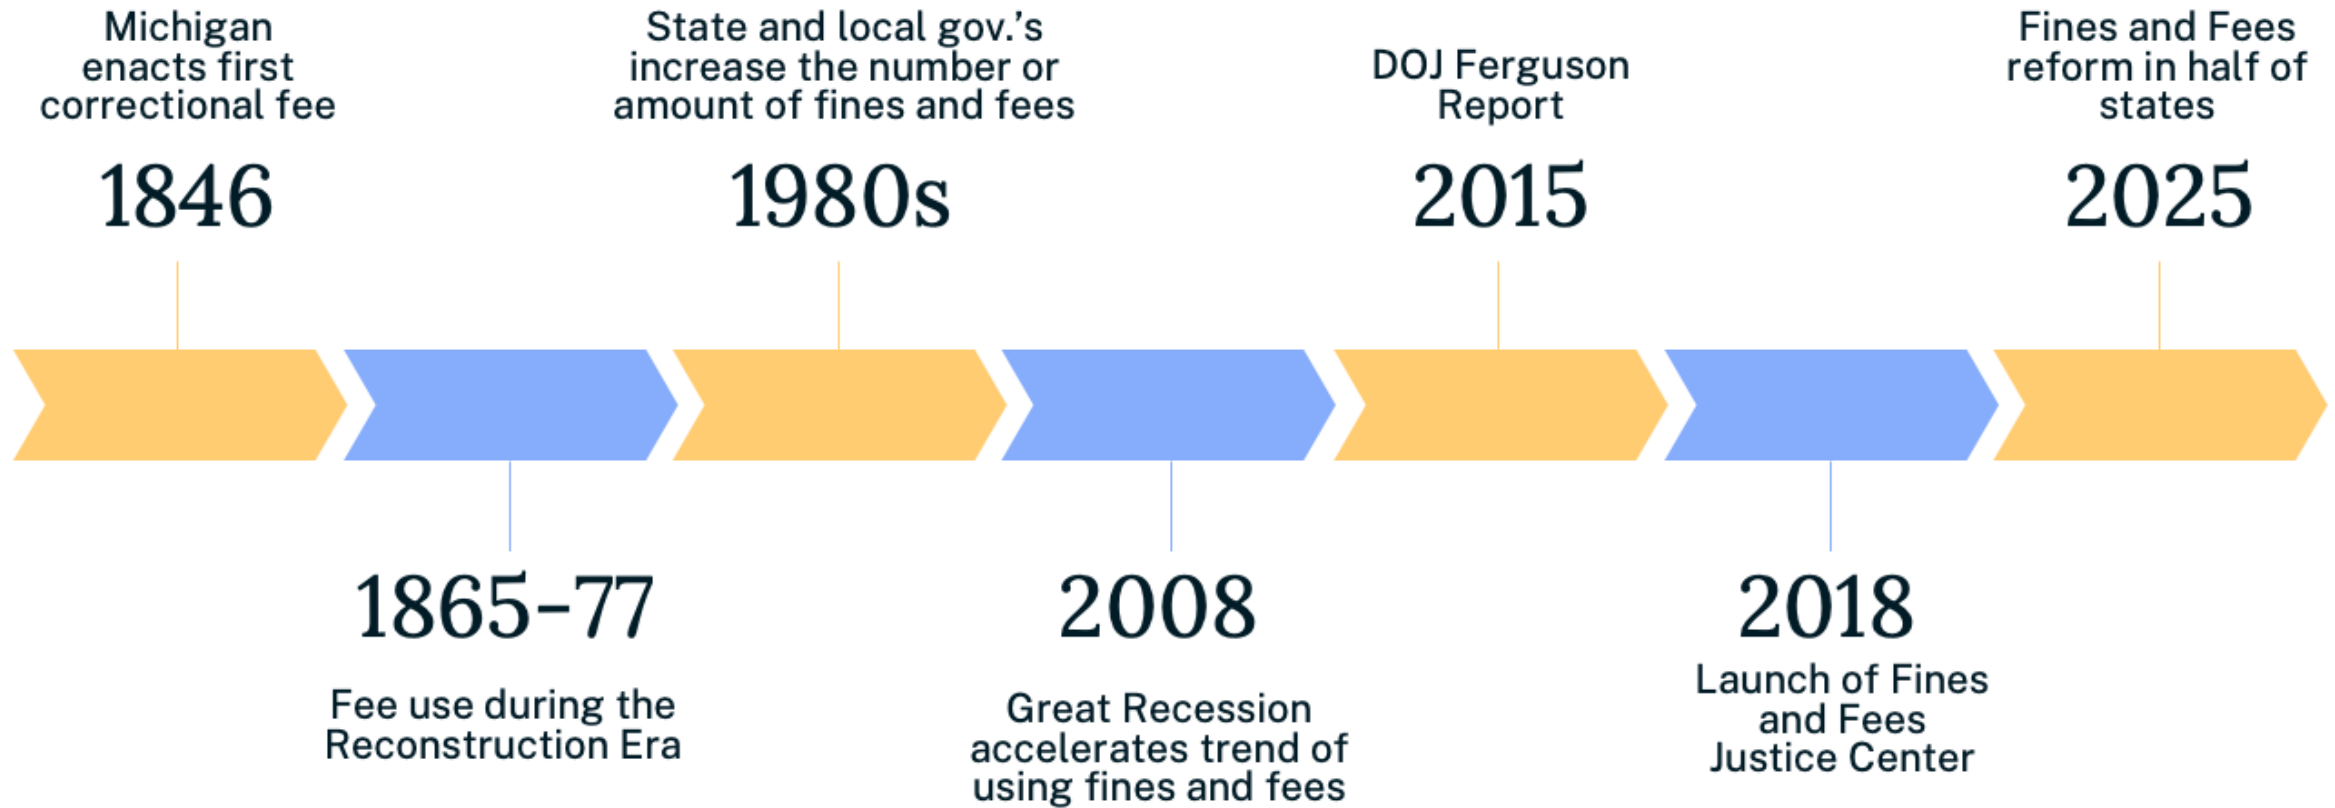 Michigan
enacts first
correctional fee
1846
1865-77
Fee use during the
Reconstruction Era
State and local gov.’s
increase the number or
amount of fines and fees
1980s
2008
Great Recession
accelerates trend of
using fines and fees
DOJ Ferguson
Report
2015
2018
Launch of Fines
and Fees
Justice Center
Fines and Fees
reform in half of
states
2025